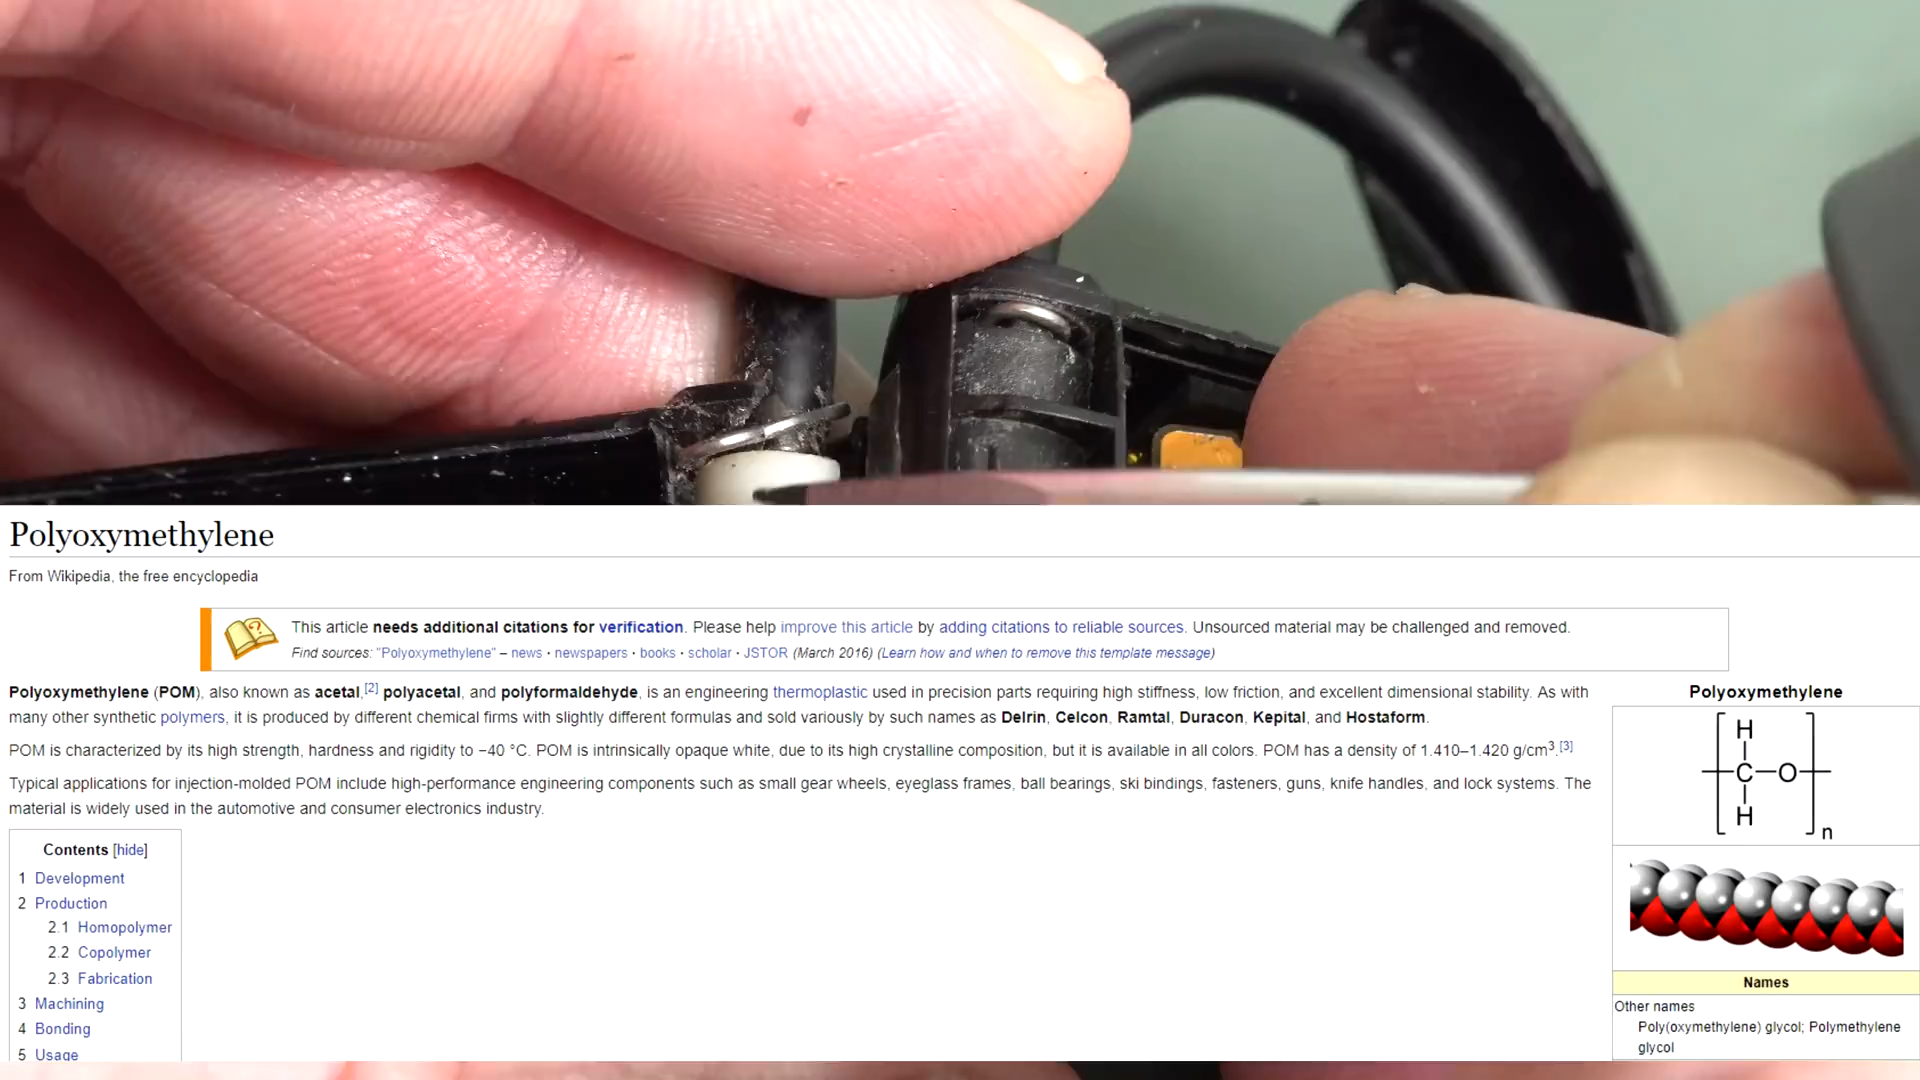 Polyoxymethylene
From Wikipedia, the free encyclopedia
This article needs additional citations for verification. Please help improve this article by adding citations to reliable sources. Unsourced material may be challenged and removed.
Find sources: "Polyoxymethylene" – news · newspapers · books · scholar · JSTOR (March 2016) (Learn how and when to remove this template message)
Polyoxymethylene (POM), also known as acetal,[2] polyacetal, and polyformaldehyde, is an engineering thermoplastic used in precision parts requiring high stiffness, low friction, and excellent dimensional stability. As with
many other synthetic polymers, it is produced by different chemical firms with slightly different formulas and sold variously by such names as Delrin, Celcon, Ramtal, Duracon, Kepital, and Hostaform.
POM is characterized by its high strength, hardness and rigidity to −40 °C. POM is intrinsically opaque white, due to its high crystalline composition, but it is available in all colors. POM has a density of 1.410–1.420 g/cm3.[3]
Typical applications for injection-molded POM include high-performance engineering components such as small gear wheels, eyeglass frames, ball bearings, ski bindings, fasteners, guns, knife handles, and lock systems. The
material is widely used in the automotive and consumer electronics industry.
Contents [hide]
1 Development
2 Production
2.1 Homopolymer
2.2 Copolymer
2.3 Fabrication
3 Machining
4 Bonding
5 Usage
Polyoxymethylene
H
C O
H
n
Names
Other names
Poly(oxymethylene) glycol; Polymethylene
glycol